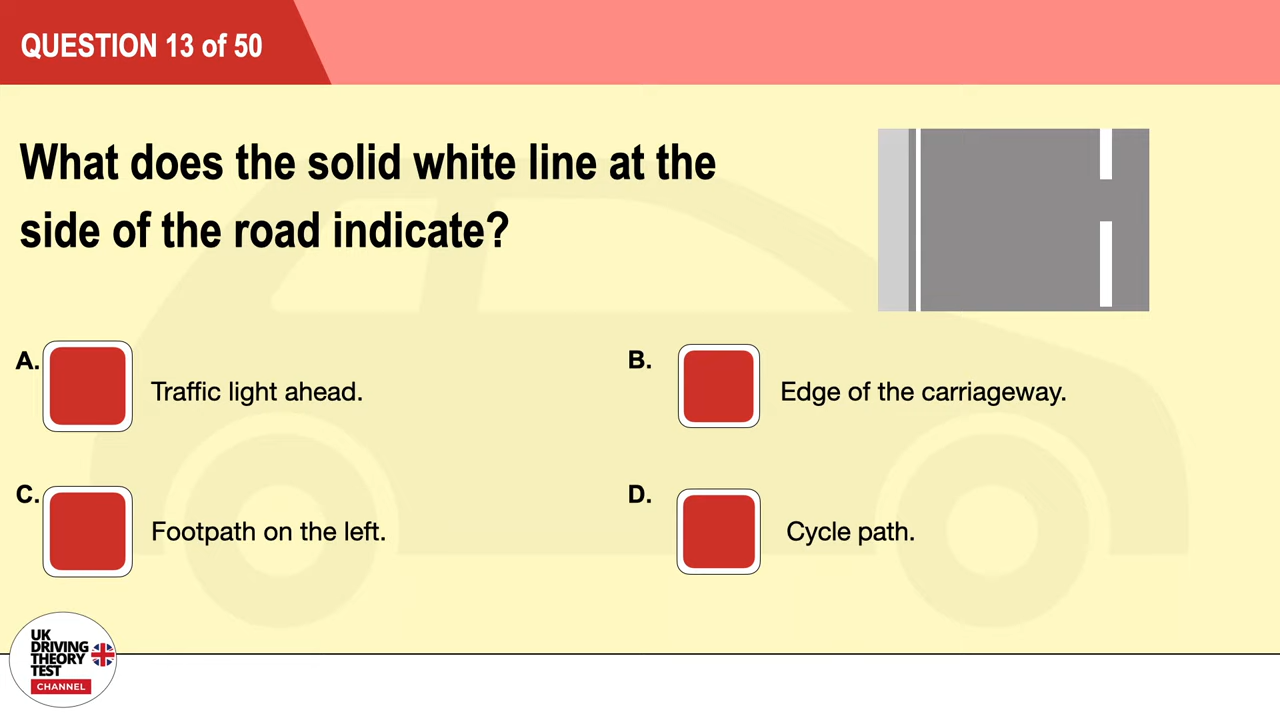 QUESTION 13 of 50
What does the solid white line at the
side of the road indicate?
A.
Traffic light ahead.
B.
Edge of the carriageway.
C.
Footpath on the left.
D.
Cycle path.
UK
DRIVING
THEORY
TEST
CHANNEL